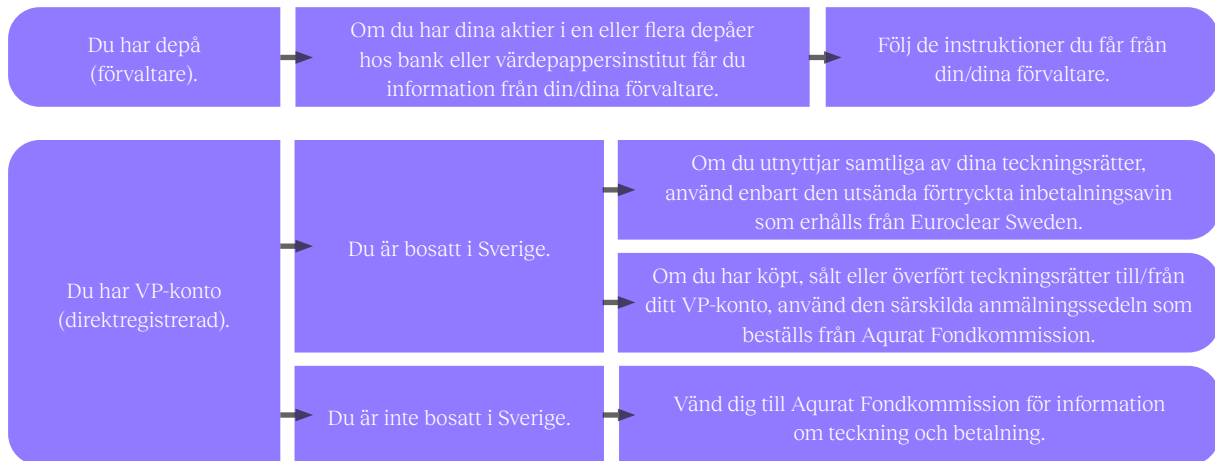 Du har depå
(förvaltare).
Om du har dina aktier i en eller flera depåer
hos bank eller värdepappersinstitut får du
information från din/dina förvaltare.
Följ de instruktioner du får från
din/dina förvaltare.
Du har VP-konto
(direktregistrerad).
Du är bosatt i Sverige.
Om du utnyttjar samtliga av dina teckningsrätter,
använd enbart den utsända förtryckta inbetalningsavin
som erhålls från Euroclear Sweden.
Om du har köpt, sålt eller överfört teckningsrätter till/från
ditt VP-konto, använd den särskilda anmälningssedeln som
beställs från Aqurat Fondkommission.
Du är inte bosatt i Sverige.
Vänd dig till Aqurat Fondkommission för information
om teckning och betalning.